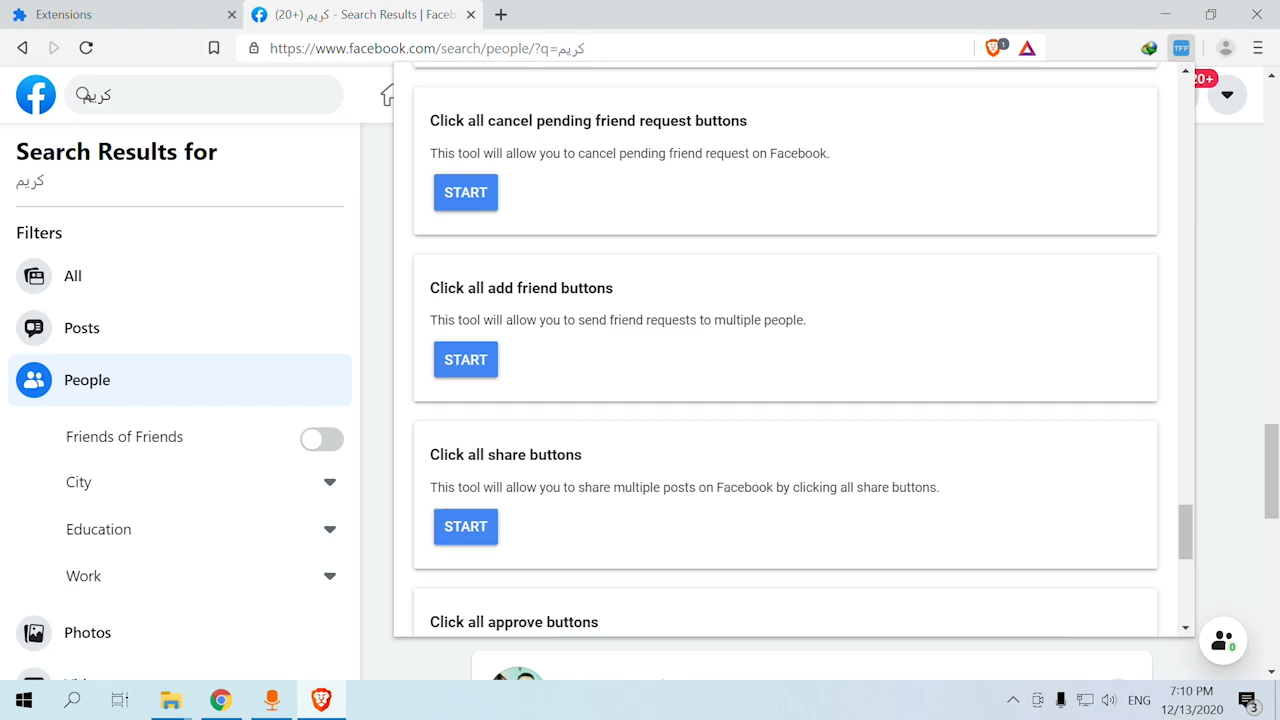 Extensions
(20+) كريم - Search Results | Faceb
https://www.facebook.com/search/people/?q=كريم
1
TFF
كريم
20+
Search Results for
كريم
Filters
All
Posts
People
Friends of Friends
City
Education
Work
Photos
Click all cancel pending friend request buttons
This tool will allow you to cancel pending friend request on Facebook.
START
Click all add friend buttons
This tool will allow you to send friend requests to multiple people.
START
Click all share buttons
This tool will allow you to share multiple posts on Facebook by clicking all share buttons.
START
Click all approve buttons
0
ENG
7:10 PM
12/13/2020
3